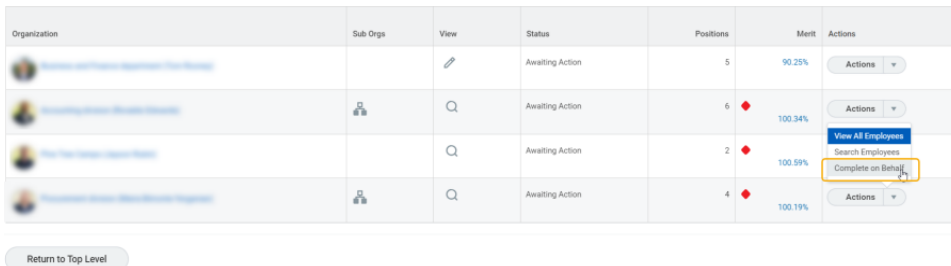 Organization Sub Orgs View Status Positions Merit Actions
Awaiting Action 5 90.25% Actions
Awaiting Action 6 100.34% Actions
View All Employees
Search Employees
Complete on Behalf
Awaiting Action 2 100.59%
Awaiting Action 4 100.19% Actions
Return to Top Level